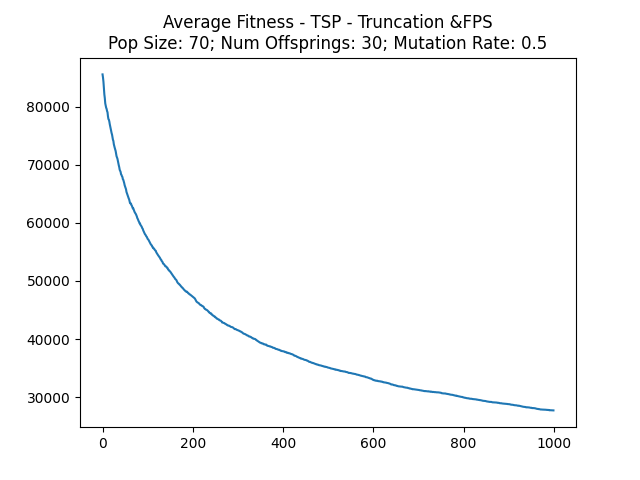 Average Fitness - TSP - Truncation &FPS
Pop Size: 70; Num Offsprings: 30; Mutation Rate: 0.5
80000
70000
60000
50000
40000
30000
0 200 400 600 800 1000